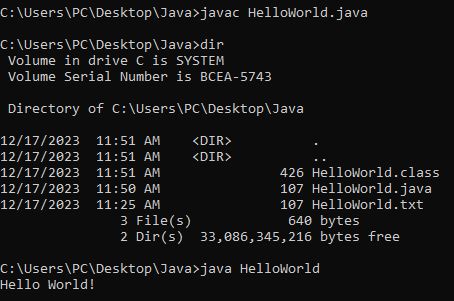 C:\Users\PC\Desktop\Java>javac HelloWorld.java
C:\Users\PC\Desktop\Java>dir
Volume in drive C is SYSTEM
Volume Serial Number is BCEA-5743
Directory of C:\Users\PC\Desktop\Java
12/17/2023  11:51 AM    <DIR>          .
12/17/2023  11:51 AM    <DIR>          ..
12/17/2023  11:51 AM               426 HelloWorld.class
12/17/2023  11:50 AM               107 HelloWorld.java
12/17/2023  11:25 AM               107 HelloWorld.txt
3 File(s)            640 bytes
2 Dir(s)  33,086,345,216 bytes free
C:\Users\PC\Desktop\Java>java HelloWorld
Hello World!